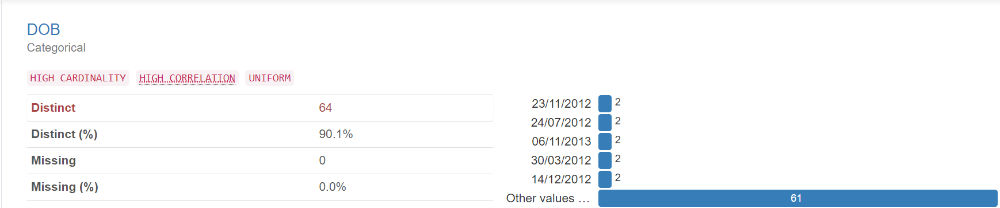 DOB
Categorical
HIGH CARDINALITY HIGH CORRELATION UNIFORM
Distinct 64
Distinct (%) 90.1%
Missing 0
Missing (%) 0.0%
23/11/2012 2
24/07/2012 2
06/11/2013 2
30/03/2012 2
14/12/2012 2
Other values … 61